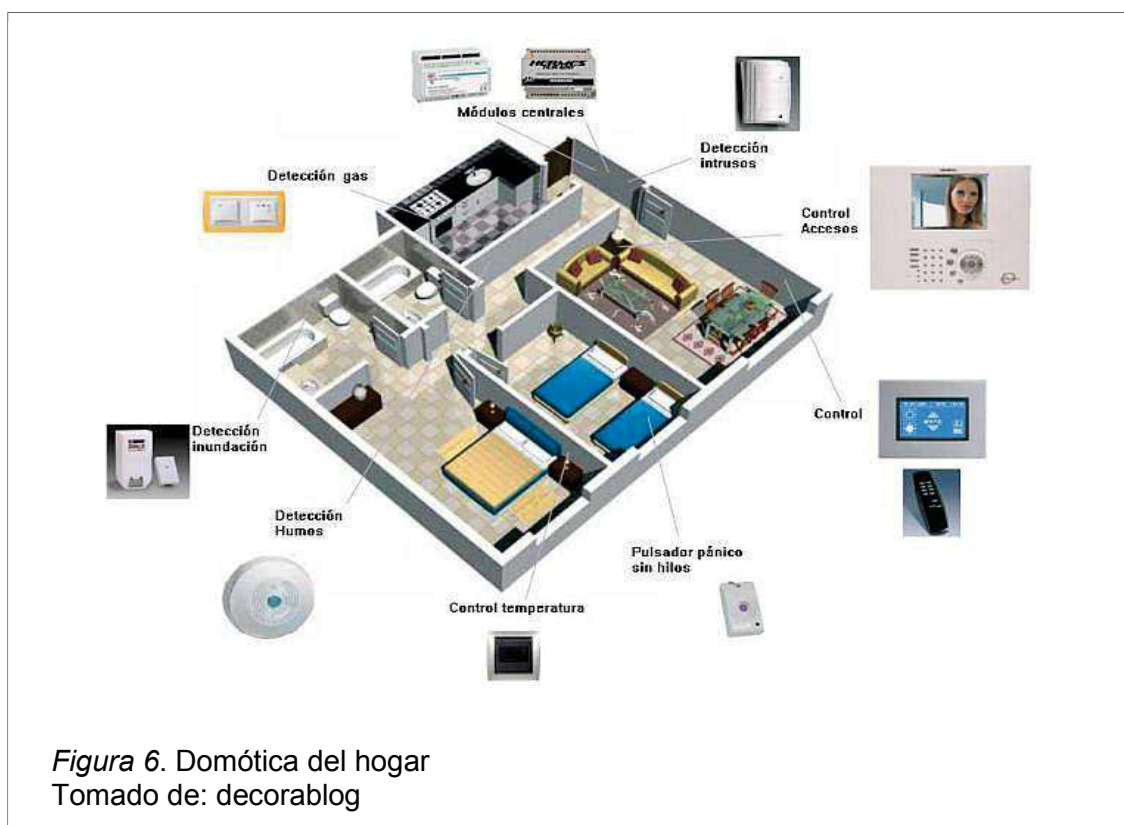 Módulos centrales
Detección
intrusos
Detección gas
Control
Accesos
Control
Detección
inundación
Detección
Humos
Pulsador pánico
sin hilos
Control temperatura
Figura 6. Domótica del hogar
Tomado de: decorablog